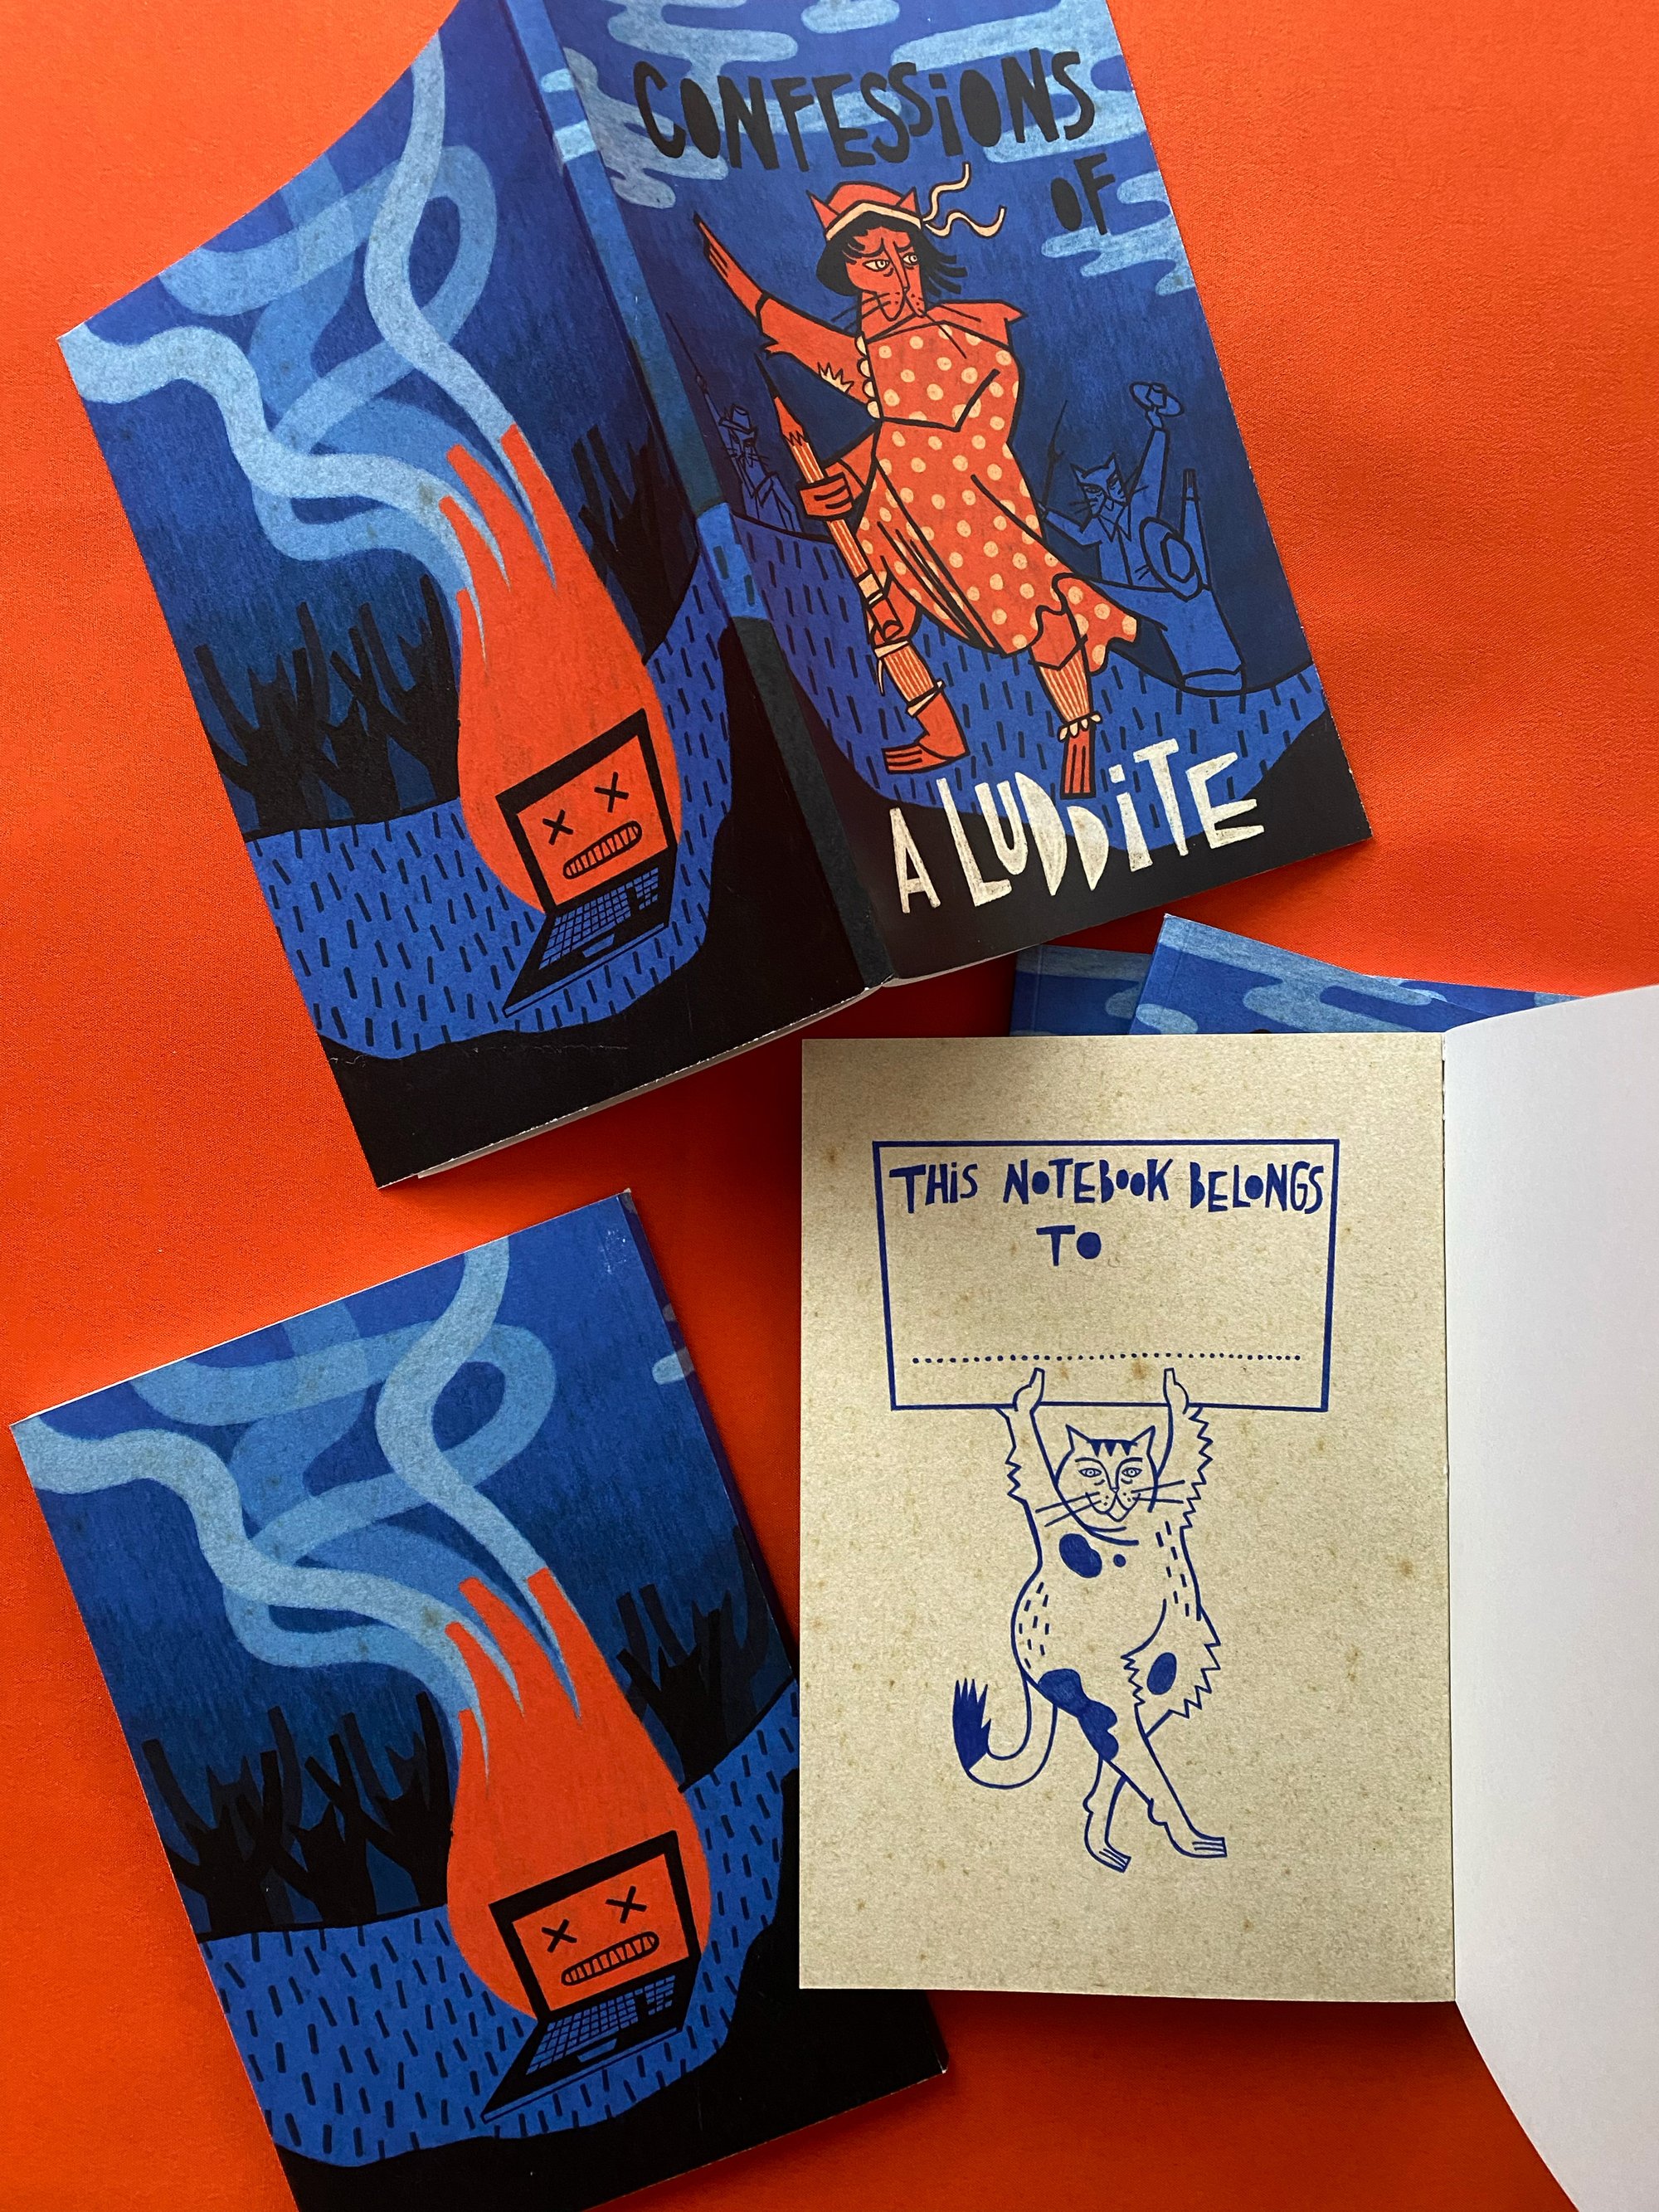 CONFESSiONS
OF
A LUDDiTE
THiS NOTEBOOK BELONGS
TO